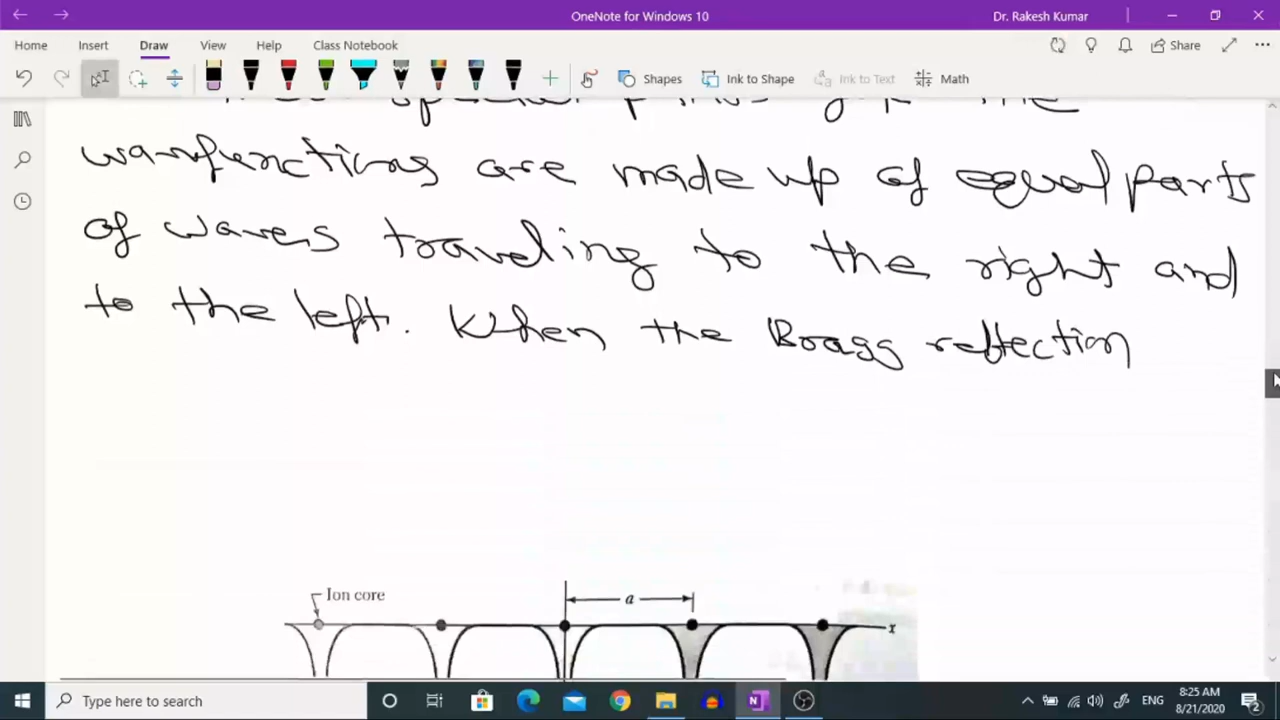 OneNote for Windows 10
Dr. Rakesh Kumar
Home Insert Draw View Help Class Notebook
Share
Shapes Ink to Shape Ink to Text Math
the
wavefunctions are made up of equal parts
of waves traveling to the right and
to the left. When the Bragg reflection
Ion core
a
x
Type here to search
ENG
8:25 AM
8/21/2020
2